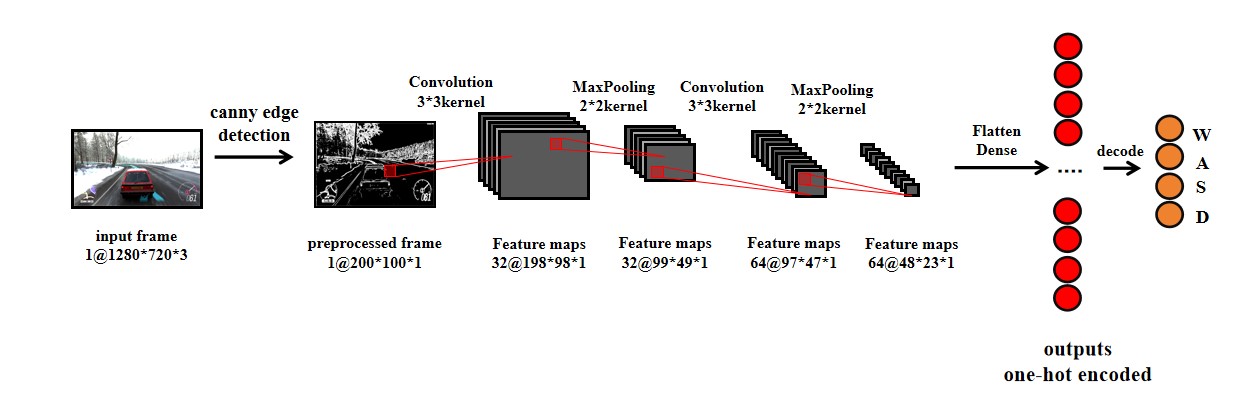 Convolution
3*3kernel
MaxPooling
2*2kernel
Convolution
3*3kernel
MaxPooling
2*2kernel
canny edge
detection
Flatten
Dense
....
decode
W
A
S
D
input frame
1@1280*720*3
preprocessed frame
1@200*100*1
Feature maps
32@198*98*1
Feature maps
32@99*49*1
Feature maps
64@97*47*1
Feature maps
64@48*23*1
outputs
one-hot encoded